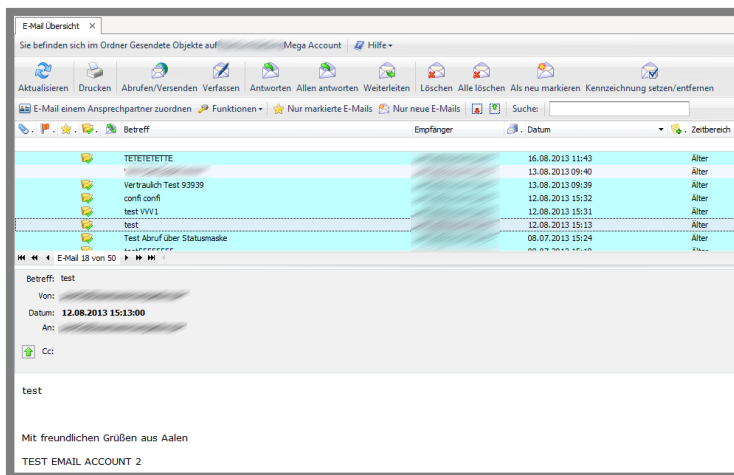 E-Mail Übersicht
Sie befinden sich im Ordner Gesendete Objekte auf Mega Account Hilfe
Aktualisieren Drucken Abrufen/Versenden Verfassen Antworten Allen antworten Weiterleiten Löschen Alle löschen Als neu markieren Kennzeichnung setzen/entfernen
E-Mail einem Ansprechpartner zuordnen Funktionen Nur markierte E-Mails Nur neue E-Mails Suche:
Betreff Empfänger Datum Zeitbereich
TETETETETTE 16.08.2013 11:43 Älter
13.08.2013 09:40 Älter
Vertraulich Test 93939 13.08.2013 09:39 Älter
confi confi 12.08.2013 15:32 Älter
test VVV1 12.08.2013 15:31 Älter
test 12.08.2013 15:13 Älter
Test Abruf über Statusmaske 08.07.2013 15:24 Älter
E-Mail 18 von 50
Betreff: test
Von:
Datum: 12.08.2013 15:13:00
An:
Cc:
test
Mit freundlichen Grüßen aus Aalen
TEST EMAIL ACCOUNT 2